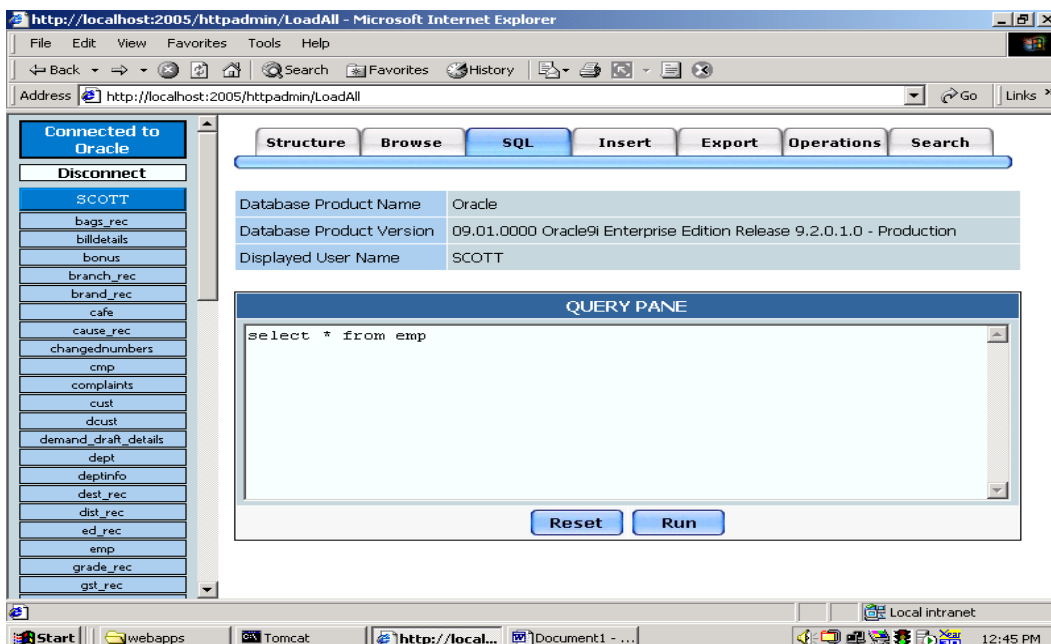 http://localhost:2005/httpadmin/LoadAll - Microsoft Internet Explorer
File Edit View Favorites Tools Help
Back Search Favorites History
Address http://localhost:2005/httpadmin/LoadAll Go Links »
Connected to
Oracle
Disconnect
SCOTT
bags_rec
billdetails
bonus
branch_rec
brand_rec
cafe
cause_rec
changednumbers
cmp
complaints
cust
dcust
demand_draft_details
dept
deptinfo
dest_rec
dist_rec
ed_rec
emp
grade_rec
gst_rec
Structure Browse SQL Insert Export Operations Search
Database Product Name Oracle
Database Product Version 09.01.0000 Oracle9i Enterprise Edition Release 9.2.0.1.0 - Production
Displayed User Name SCOTT
QUERY PANE
select * from emp
Reset Run
Local intranet
Start webapps Tomcat http://local... Document1 - ... 12:45 PM